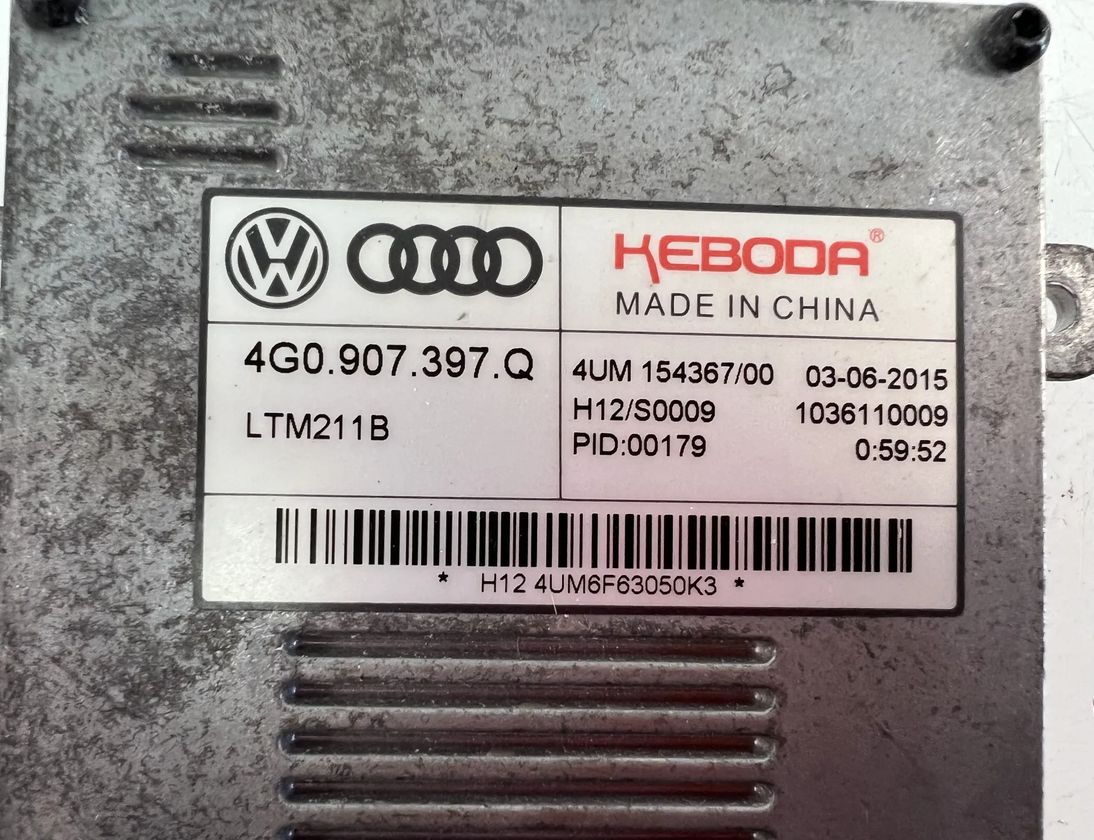 KEBODA®
MADE IN CHINA
4G0.907.397.Q
LTM211B
4UM 154367/00 03-06-2015
H12/S0009 1036110009
PID:00179 0:59:52
* H12 4UM6F63050K3 *